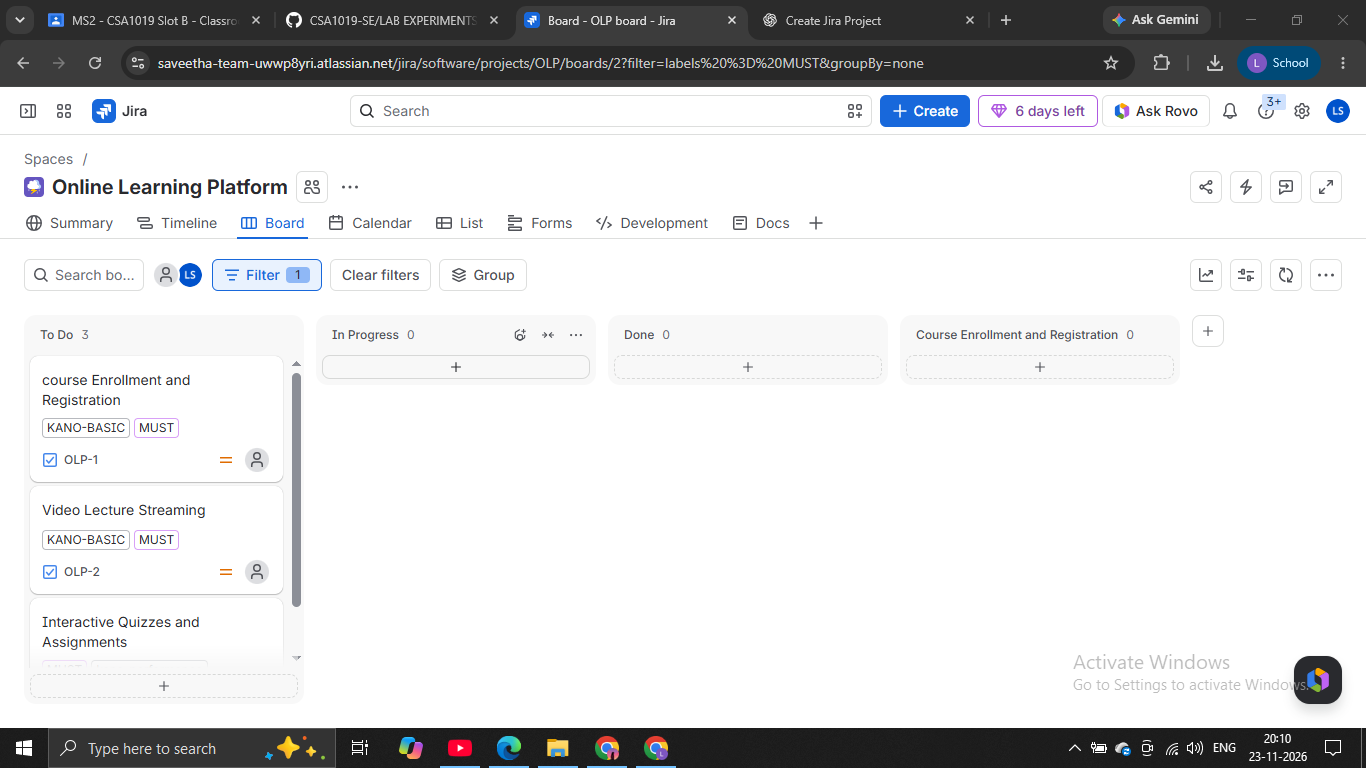 MS2 - CSA1019 Slot B - Classro
CSA1019-SE/LAB EXPERIMENTS
Board - OLP board - Jira
Create Jira Project
Ask Gemini
saveetha-team-uwwp8yri.atlassian.net/jira/software/projects/OLP/boards/2?filter=labels%20%3D%20MUST&groupBy=none
L School
Jira
Search
+ Create
6 days left
Ask Rovo
3+
LS
Spaces /
Online Learning Platform
Summary
Timeline
Board
Calendar
List
Forms
Development
Docs
Search bo...
LS
Filter 1
Clear filters
Group
To Do 3
In Progress 0
Done 0
Course Enrollment and Registration 0
course Enrollment and
Registration
KANO-BASIC MUST
OLP-1
Video Lecture Streaming
KANO-BASIC MUST
OLP-2
Interactive Quizzes and
Assignments
Activate Windows
Go to Settings to activate Windows.
Type here to search
ENG
20:10
23-11-2026